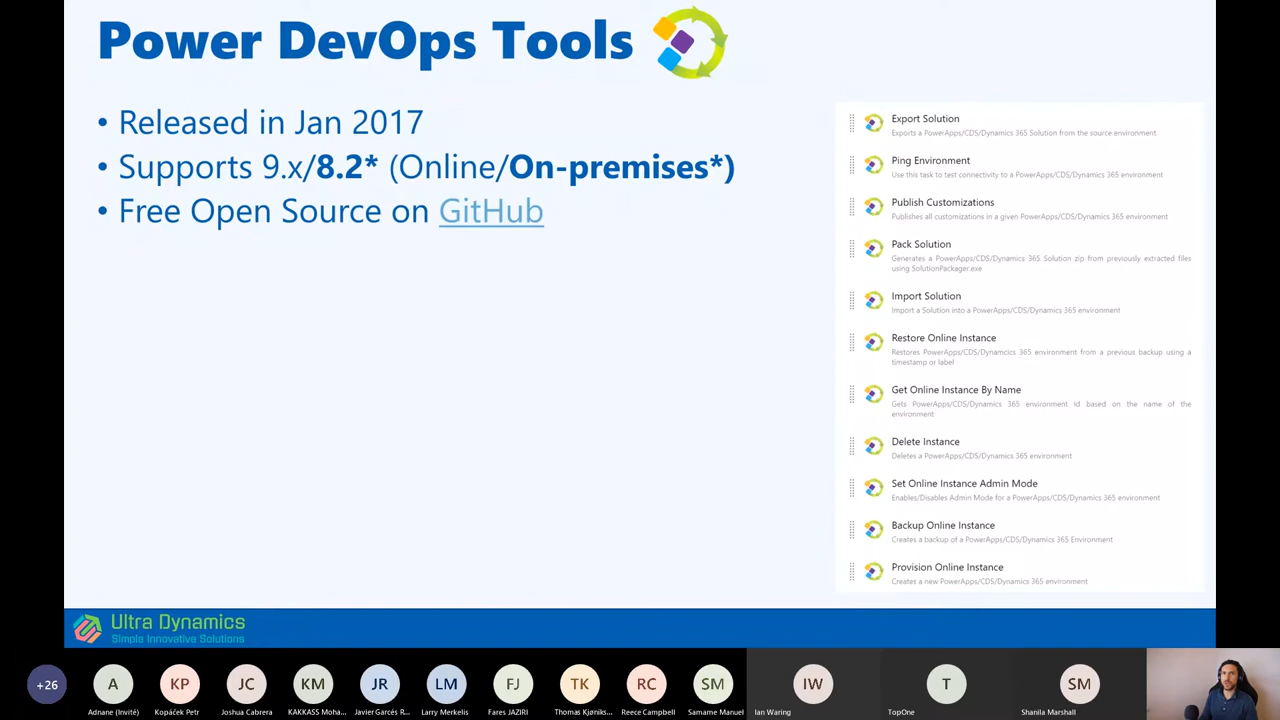 Power DevOps Tools
• Released in Jan 2017
• Supports 9.x/8.2* (Online/On-premises*)
• Free Open Source on GitHub
Export Solution
Exports a PowerApps/CDS/Dynamics 365 Solution from the source environment
Ping Environment
Use this task to test connectivity to a PowerApps/CDS/Dynamics 365 environment
Publish Customizations
Publishes all customizations in a given PowerApps/CDS/Dynamics 365 environment
Pack Solution
Generates a PowerApps/CDS/Dynamics 365 Solution zip from previously extracted files
using SolutionPackager.exe
Import Solution
Import a Solution into a PowerApps/CDS/Dynamics 365 environment
Restore Online Instance
Restores PowerApps/CDS/Dynamcics 365 environment from a previous backup using a
timestamp or label
Get Online Instance By Name
Gets PowerApps/CDS/Dynamics 365 environment Id based on the name of the
environment
Delete Instance
Deletes a PowerApps/CDS/Dynamics 365 environment
Set Online Instance Admin Mode
Enables/Disables Admin Mode for a PowerApps/CDS/Dynamics 365 environment
Backup Online Instance
Creates a backup of a PowerApps/CDS/Dynamics 365 Environment
Provision Online Instance
Creates a new PowerApps/CDS/Dynamics 365 environment
Ultra Dynamics
Simple Innovative Solutions
+26 A KP JC KM JR LM FJ TK RC SM IW T SM
Adnane (Invité) Kopáček Petr Joshua Cabrera KAKKASS Moha... Javier Garcés R... Larry Merkelis Fares JAZIRI Thomas Kjøniks... Reece Campbell Samame Manuel Ian Waring TopOne Shanila Marshall